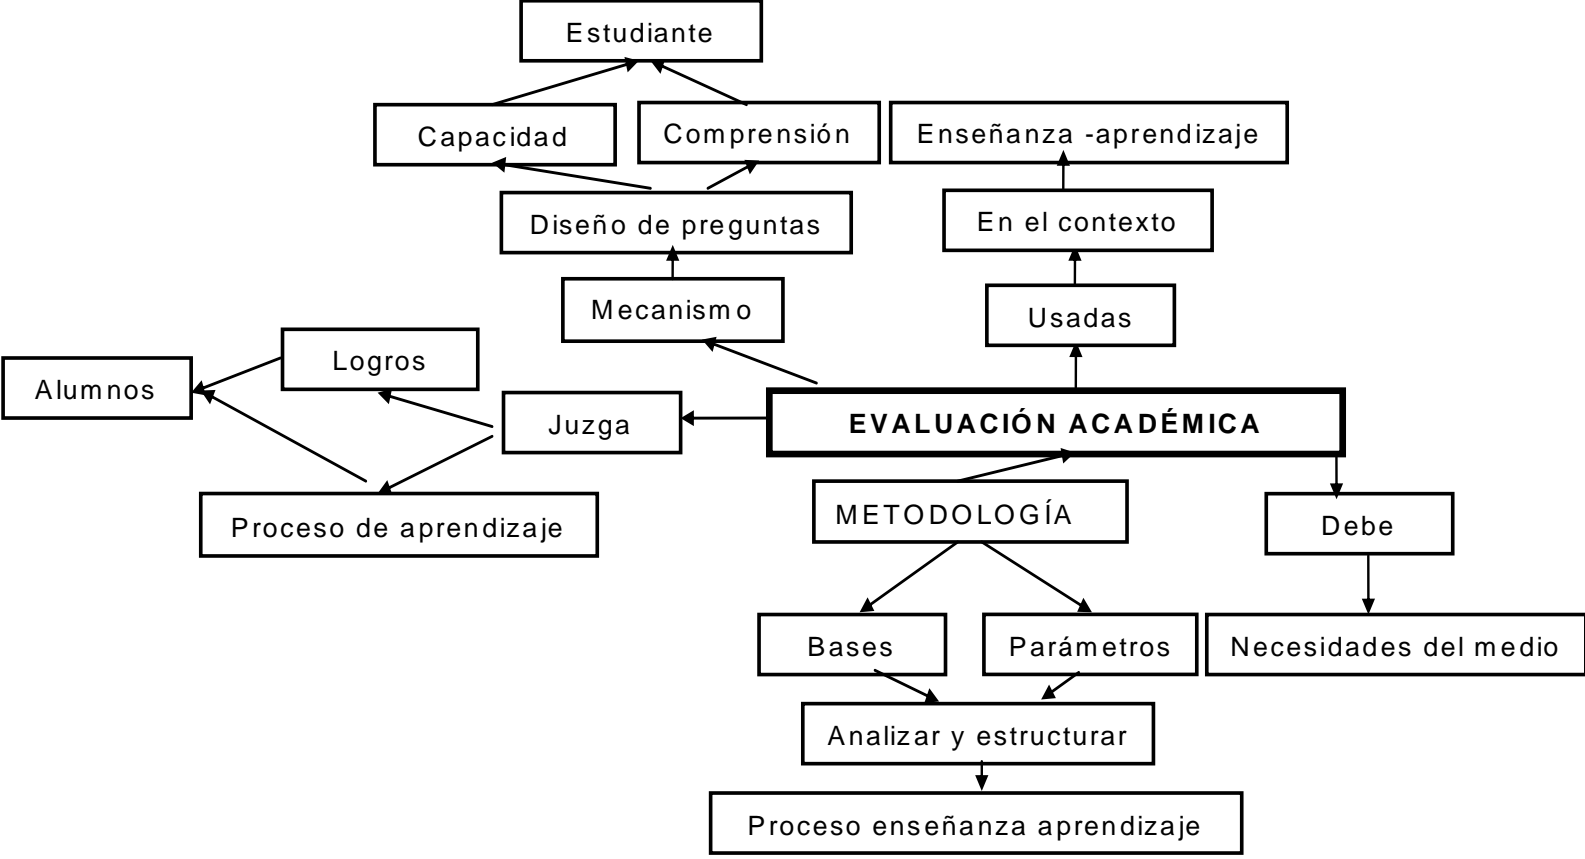 Estudiante
Capacidad
Comprensión
Enseñanza -aprendizaje
Diseño de preguntas
En el contexto
Mecanismo
Usadas
Logros
Alumnos
Juzga
EVALUACIÓN ACADÉMICA
Proceso de aprendizaje
METODOLOGÍA
Debe
Bases
Parámetros
Necesidades del medio
Analizar y estructurar
Proceso enseñanza aprendizaje